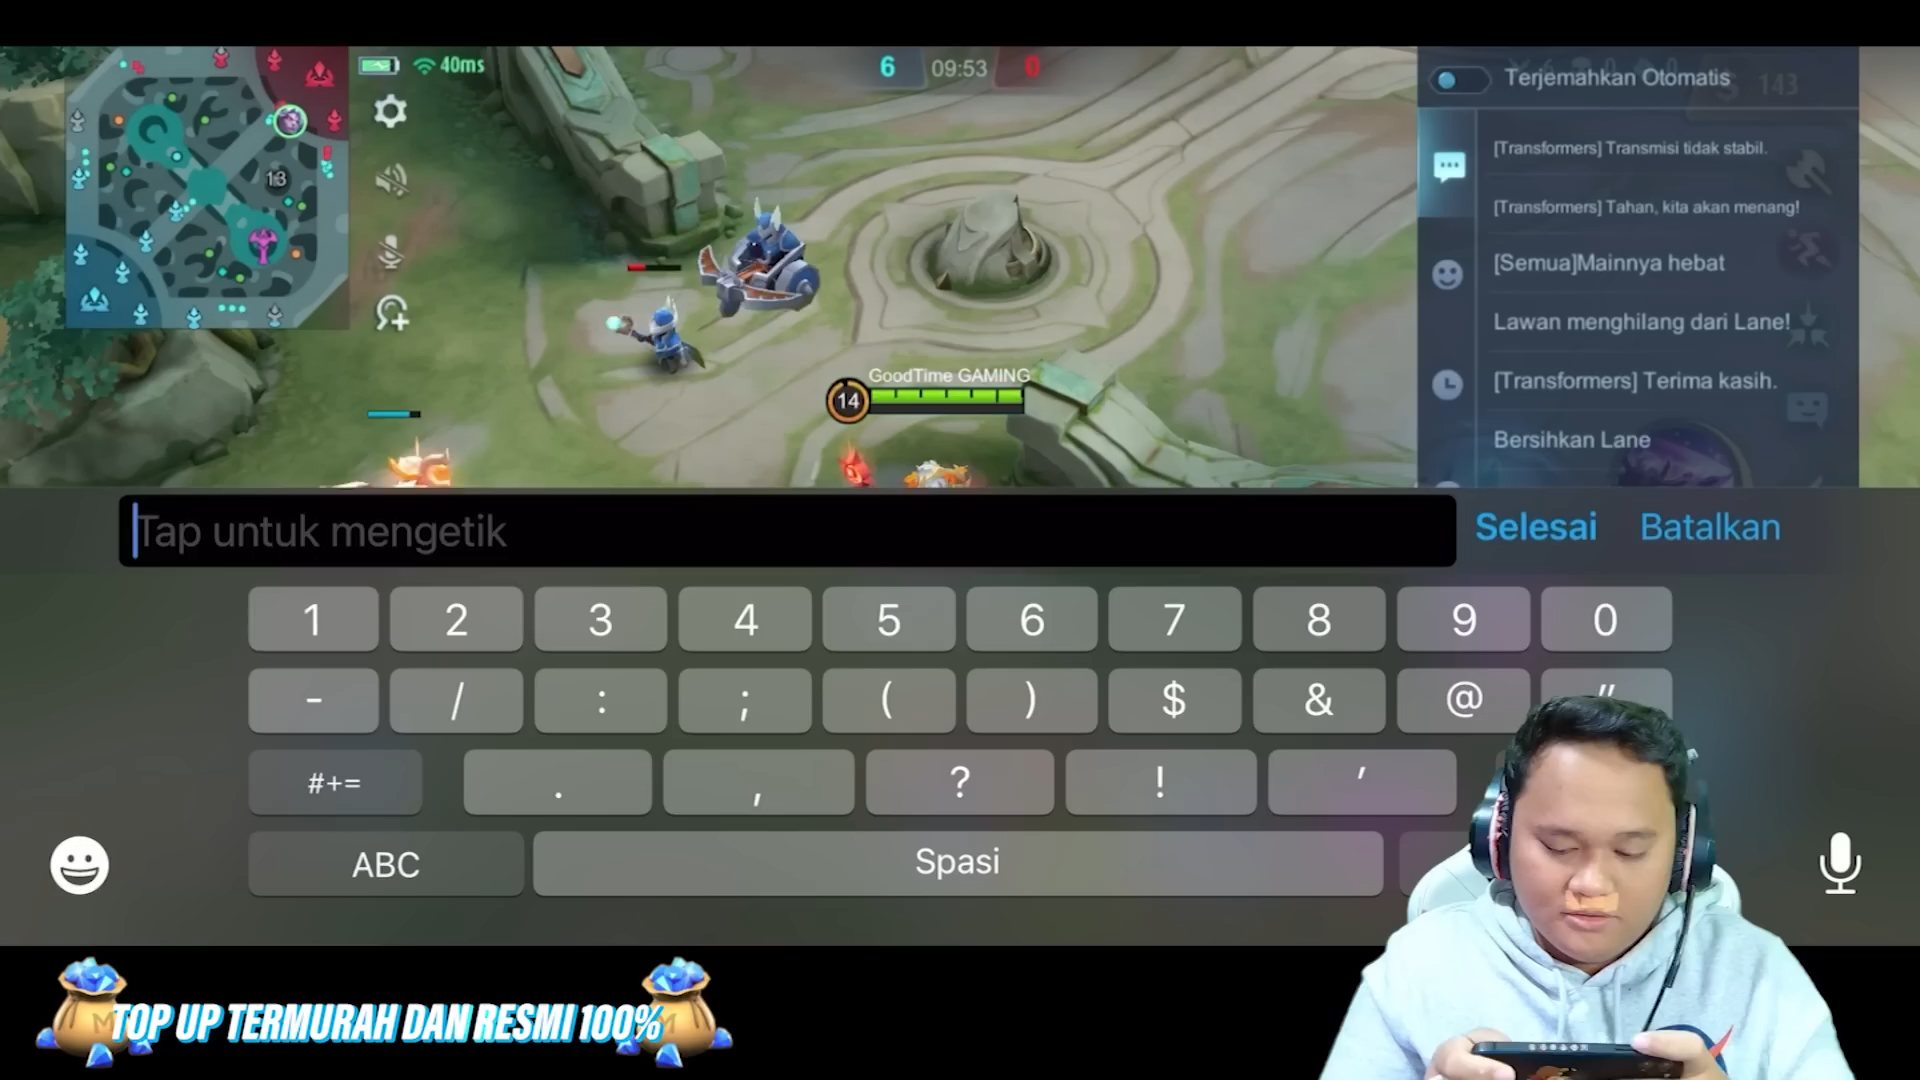 40ms
6 09:53 0
Terjemahkan Otomatis
143
13
[Transformers] Transmisi tidak stabil.
[Transformers] Tahan, kita akan menang!
[Semua]Mainnya hebat
Lawan menghilang dari Lane!
[Transformers] Terima kasih.
Bersihkan Lane
GoodTime GAMING
14
Tap untuk mengetik
Selesai Batalkan
1 2 3 4 5 6 7 8 9 0
- / : ; ( ) $ & @ "
#+= . , ? ! '
ABC Spasi
TOP UP TERMURAH DAN RESMI 100%